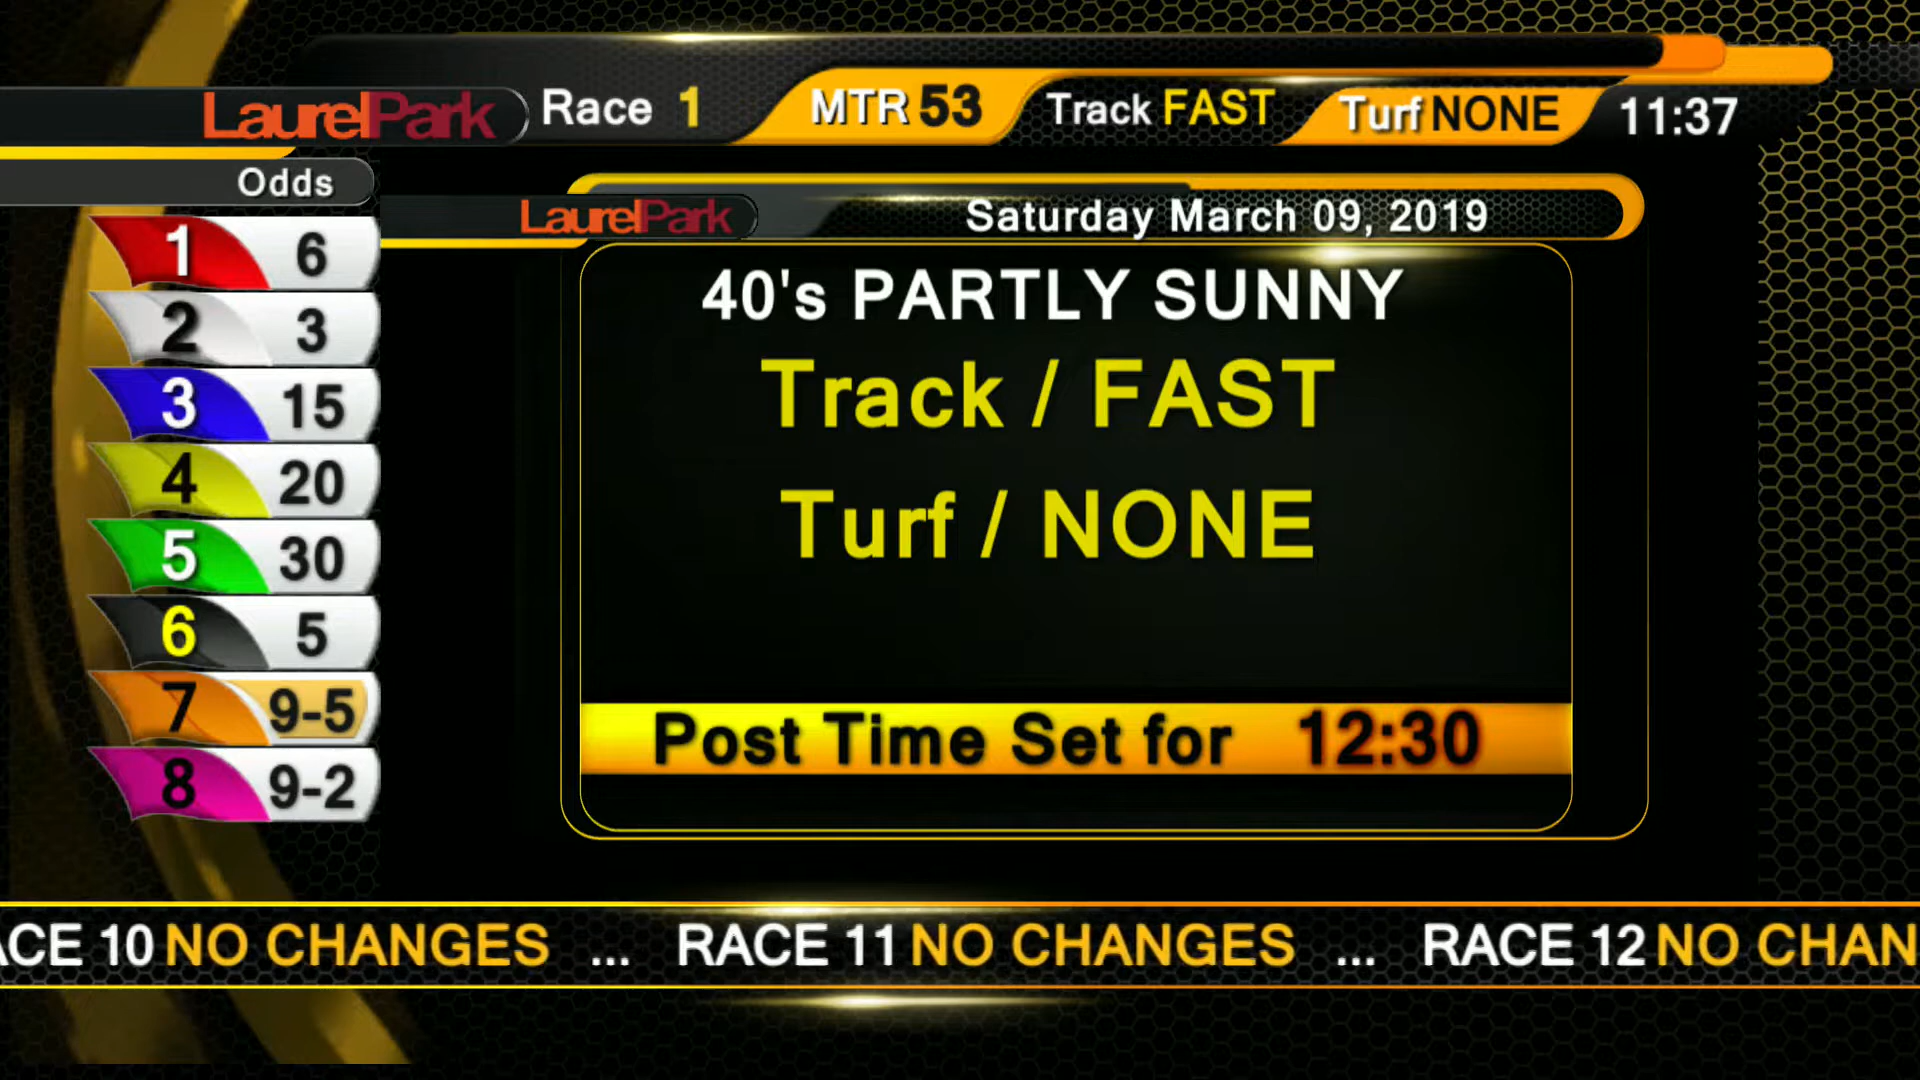 LaurelPark Race 1 MTR 53 Track FAST Turf NONE 11:37
Odds
1 6
2 3
3 15
4 20
5 30
6 5
7 9-5
8 9-2
LaurelPark Saturday March 09, 2019
40's PARTLY SUNNY
Track / FAST
Turf / NONE
Post Time Set for 12:30
ACE 10 NO CHANGES ... RACE 11 NO CHANGES ... RACE 12 NO CHAN